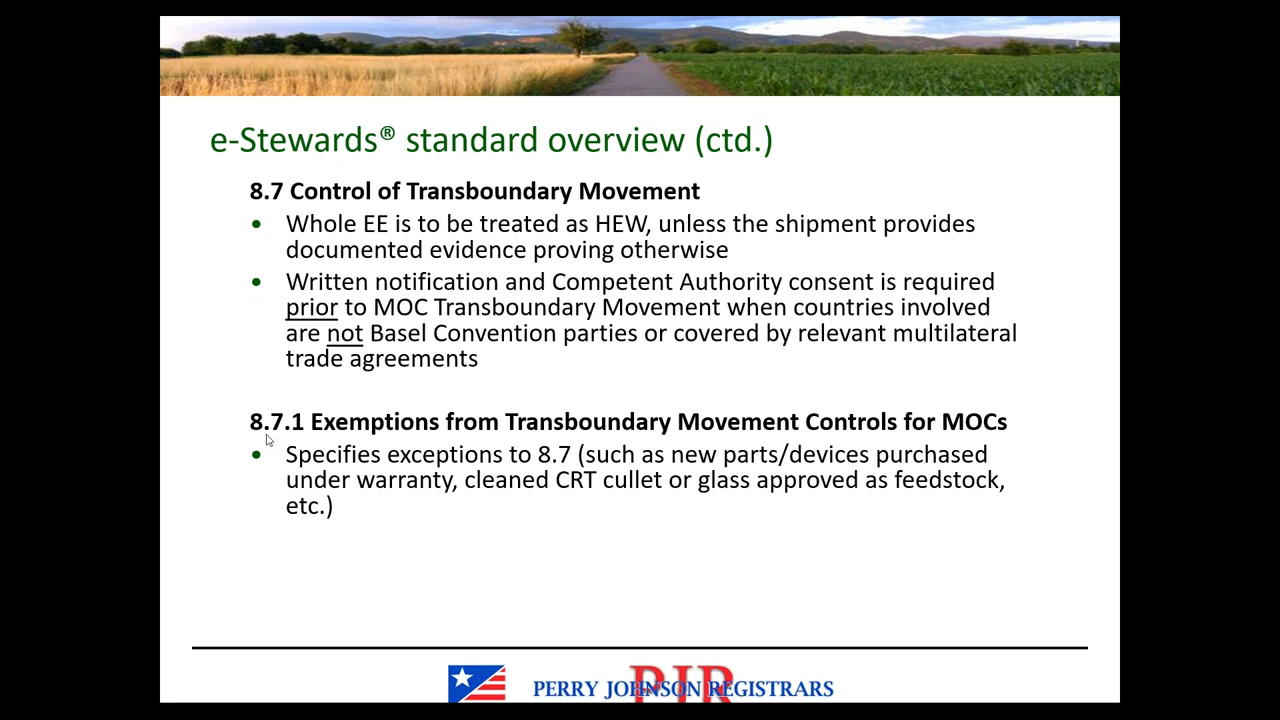 e-Stewards® standard overview (ctd.)
8.7 Control of Transboundary Movement
• Whole EE is to be treated as HEW, unless the shipment provides
documented evidence proving otherwise
• Written notification and Competent Authority consent is required
prior to MOC Transboundary Movement when countries involved
are not Basel Convention parties or covered by relevant multilateral
trade agreements
8.7.1 Exemptions from Transboundary Movement Controls for MOCs
• Specifies exceptions to 8.7 (such as new parts/devices purchased
under warranty, cleaned CRT cullet or glass approved as feedstock,
etc.)
PJR
PERRY JOHNSON REGISTRARS